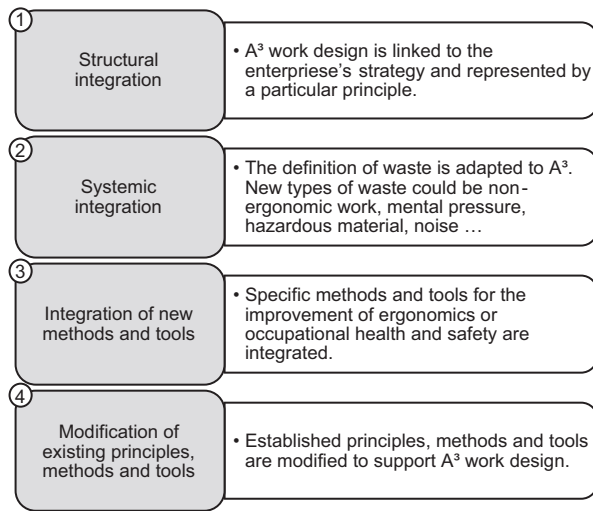 1
Structural
integration
• A³ work design is linked to the
enterpriese's strategy and represented by
a particular principle.
2
Systemic
integration
• The definition of waste is adapted to A³.
New types of waste could be non-
ergonomic work, mental pressure,
hazardous material, noise ...
3
Integration of new
methods and tools
• Specific methods and tools for the
improvement of ergonomics or
occupational health and safety are
integrated.
4
Modification of
existing principles,
methods and tools
• Established principles, methods and tools
are modified to support A³ work design.